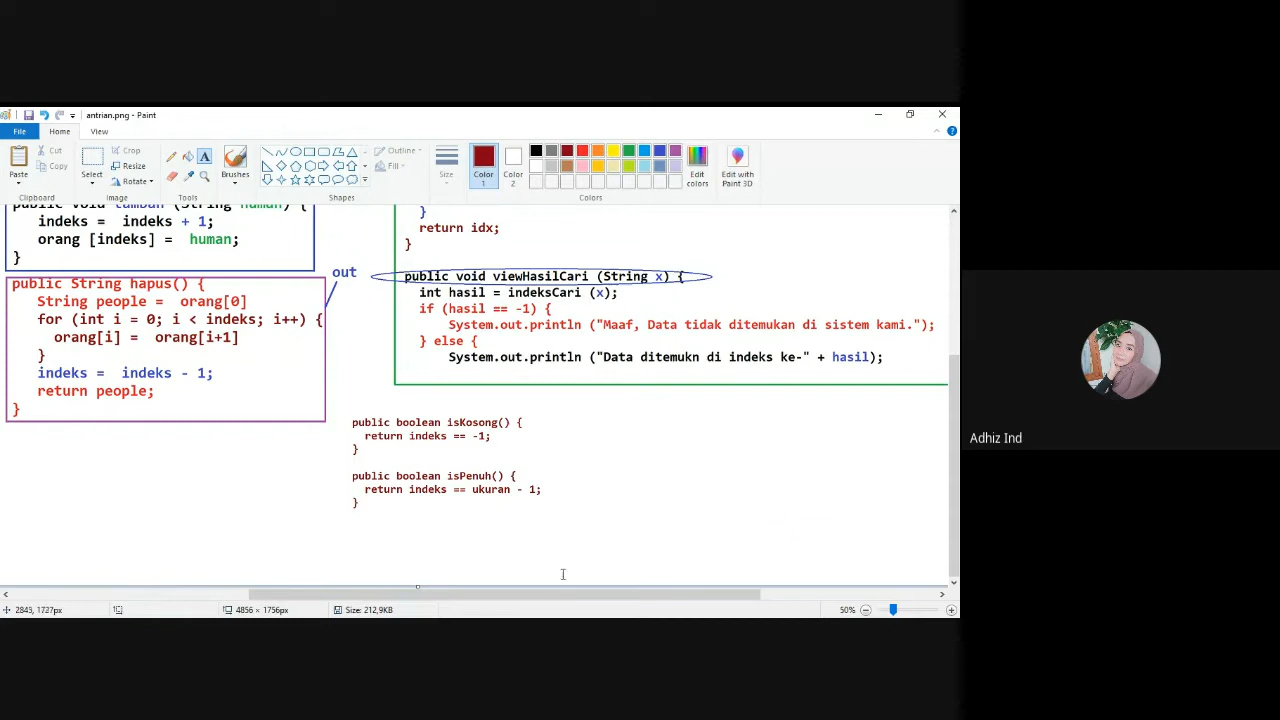 antrian.png - Paint
File
Home
View
Paste
Cut
Copy
Clipboard
Select
Crop
Resize
Rotate
Image
A
Tools
Brushes
Outline
Fill
Shapes
Size
Color 1
Color 2
Edit colors
Edit with Paint 3D
Colors
public void tambah (String human) {
indeks = indeks + 1;
orang [indeks] = human;
}
public String hapus() {
String people = orang[0]
for (int i = 0; i < indeks; i++) {
orang[i] = orang[i+1]
}
indeks = indeks - 1;
return people;
}
out
}
return idx;
}
public void viewHasilCari (String x) {
int hasil = indeksCari (x);
if (hasil == -1) {
System.out.println ("Maaf, Data tidak ditemukan di sistem kami.");
} else {
System.out.println ("Data ditemukn di indeks ke-" + hasil);
public boolean isKosong() {
return indeks == -1;
}
public boolean isPenuh() {
return indeks == ukuran - 1;
}
2843, 1727px
4856 × 1756px
Size: 212,9KB
50%
Adhiz Ind